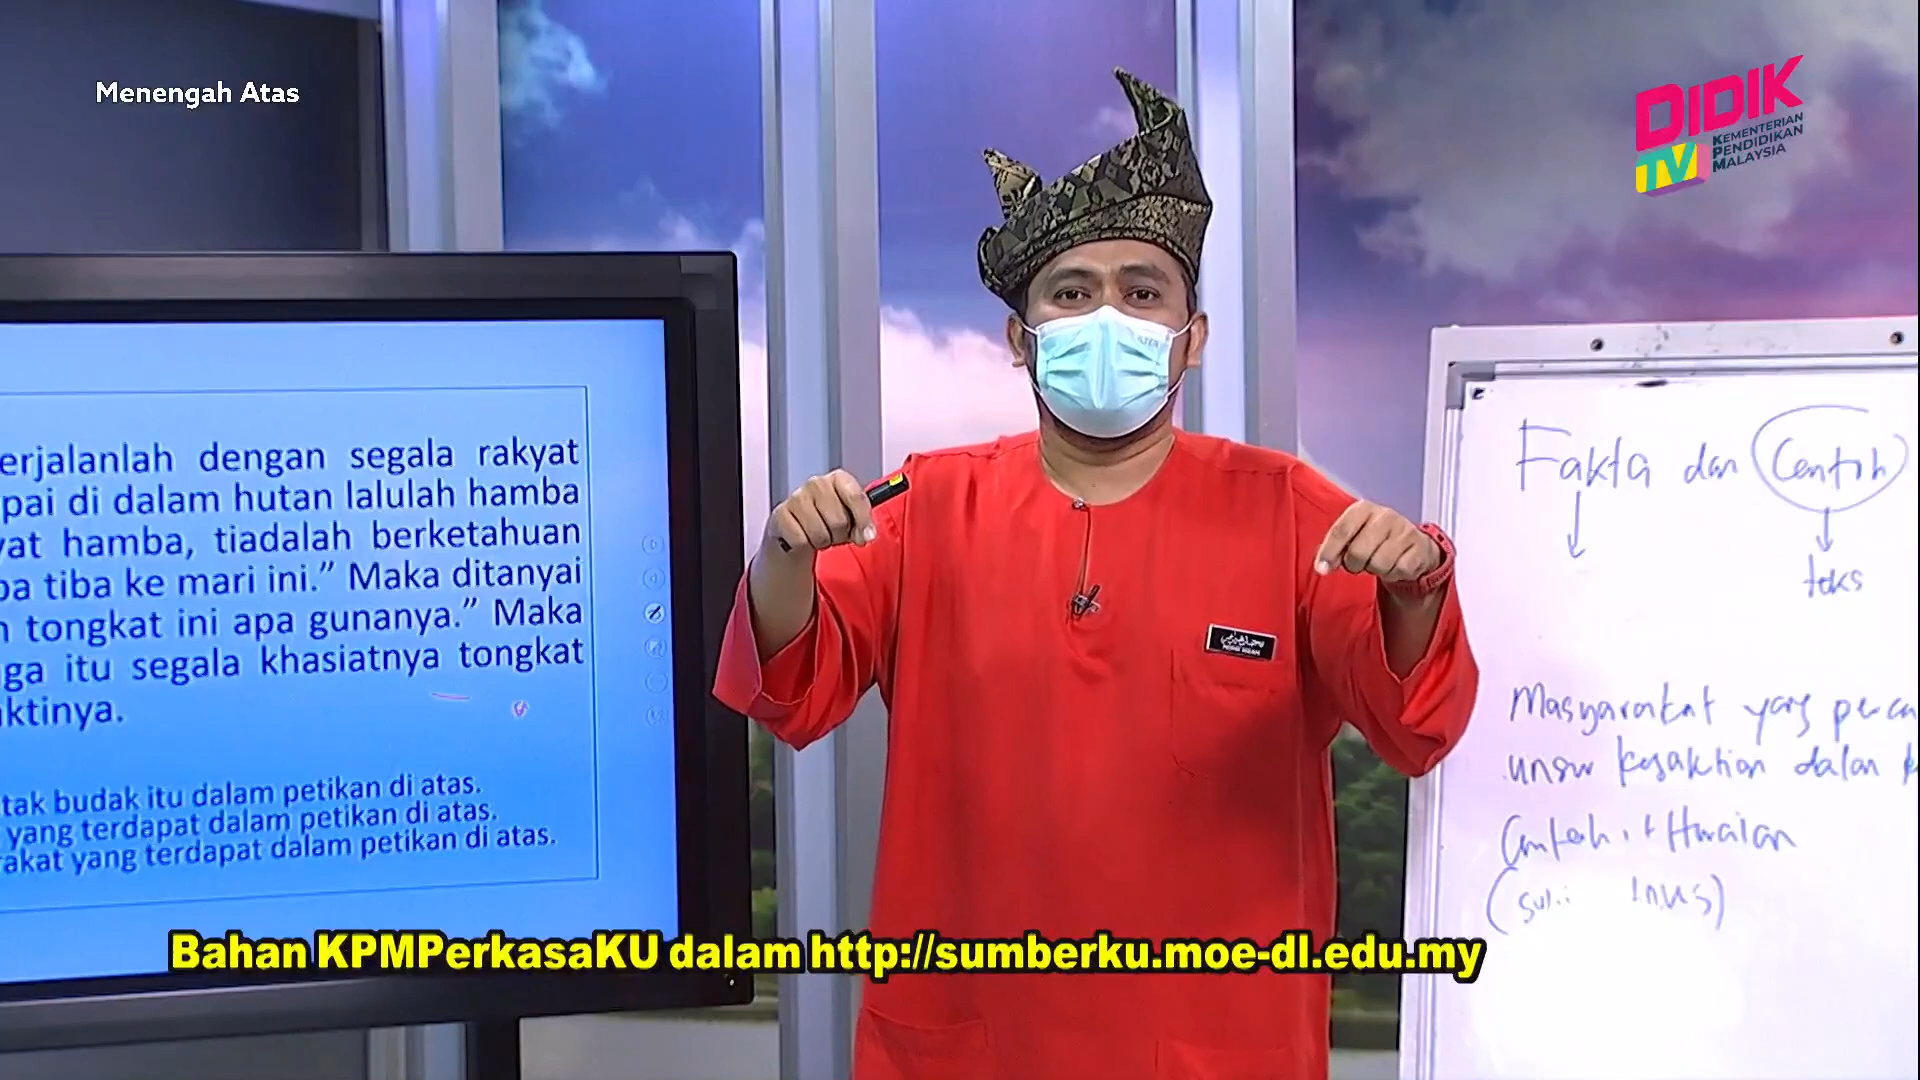 Menengah Atas
DIDIK
TV
KEMENTERIAN
PENDIDIKAN
MALAYSIA
erjalanlah dengan segala rakyat
pai di dalam hutan lalulah hamba
yat hamba, tiadalah berketahuan
ba tiba ke mari ini.” Maka ditanyai
n tongkat ini apa gunanya.” Maka
ga itu segala khasiatnya tongkat
aktinya.
tak budak itu dalam petikan di atas.
yang terdapat dalam petikan di atas.
rakat yang terdapat dalam petikan di atas.
Fakta dan Contoh
teks
Masyarakat yang perca
unsur kesaktian dalam k
Contoh + Huraian
Bahan KPMPerkasaKU dalam http://sumberku.moe-dl.edu.my